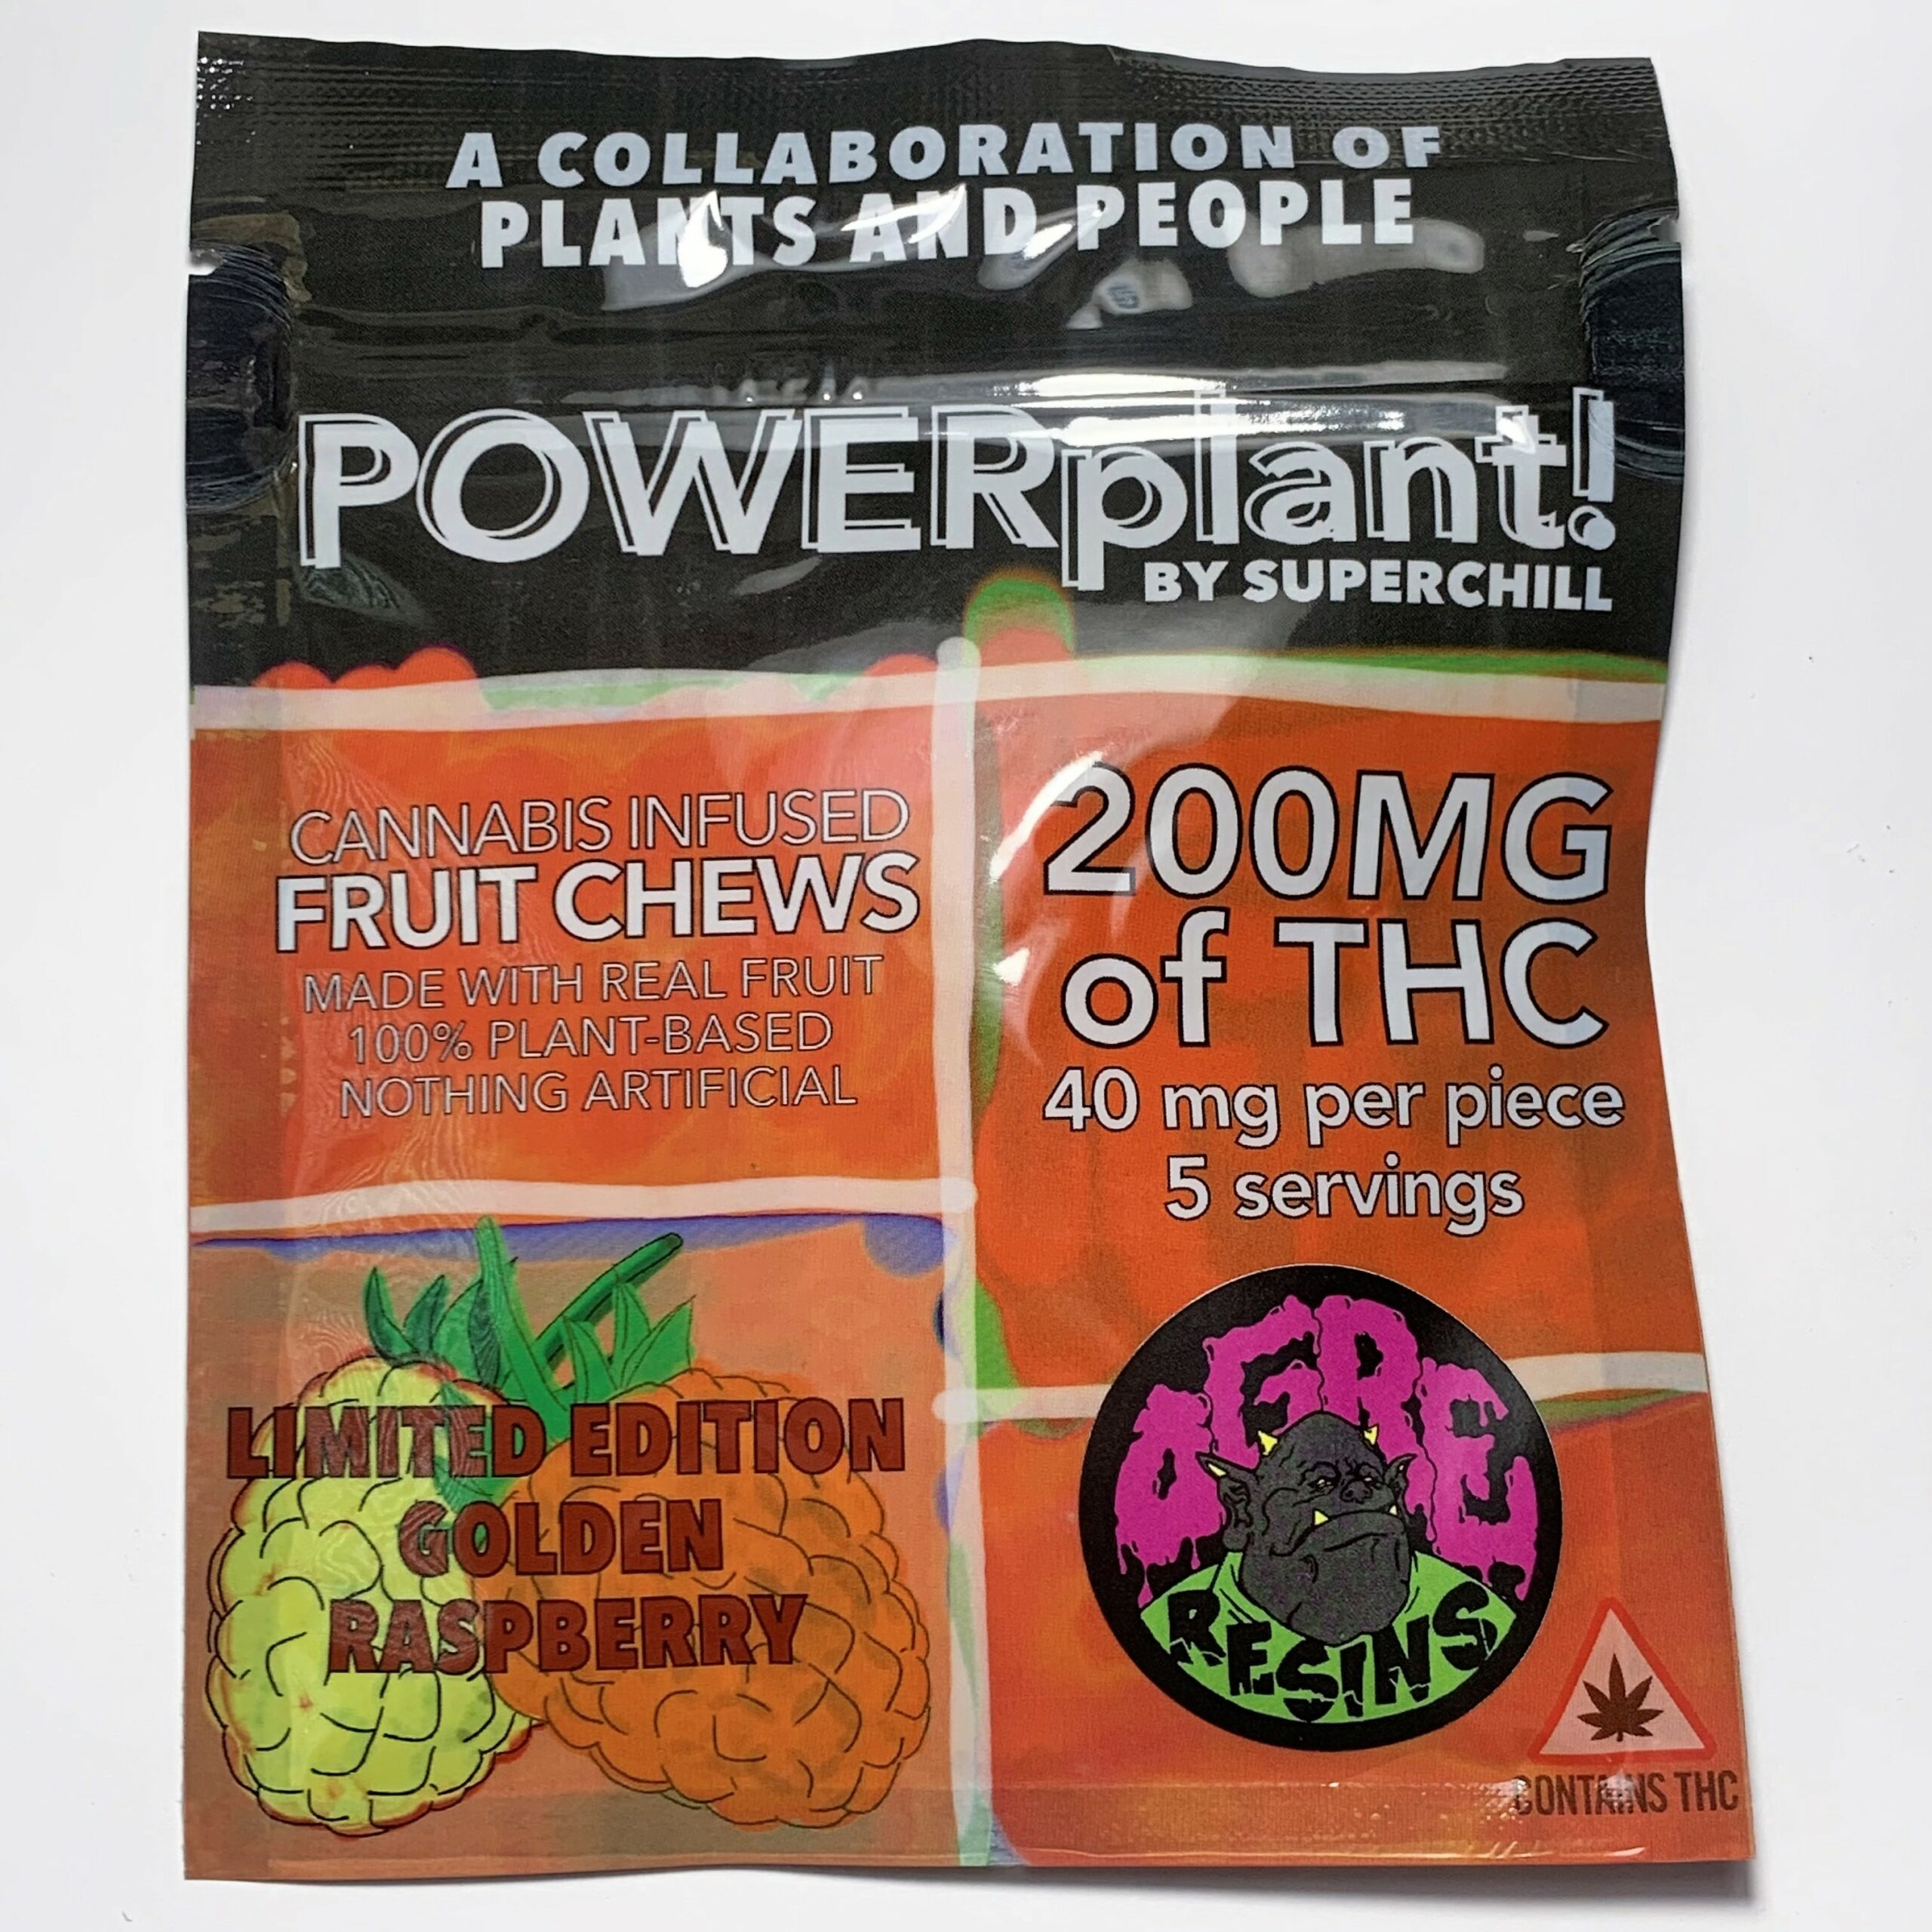 A COLLABORATION OF
PLANTS AND PEOPLE
POWERplant!
BY SUPERCHILL
CANNABIS INFUSED
FRUIT CHEWS
MADE WITH REAL FRUIT
100% PLANT-BASED
NOTHING ARTIFICIAL
200MG
of THC
40 mg per piece
5 servings
LIMITED EDITION
GOLDEN
RASPBERRY
OGRE
RESINS
CONTAINS THC